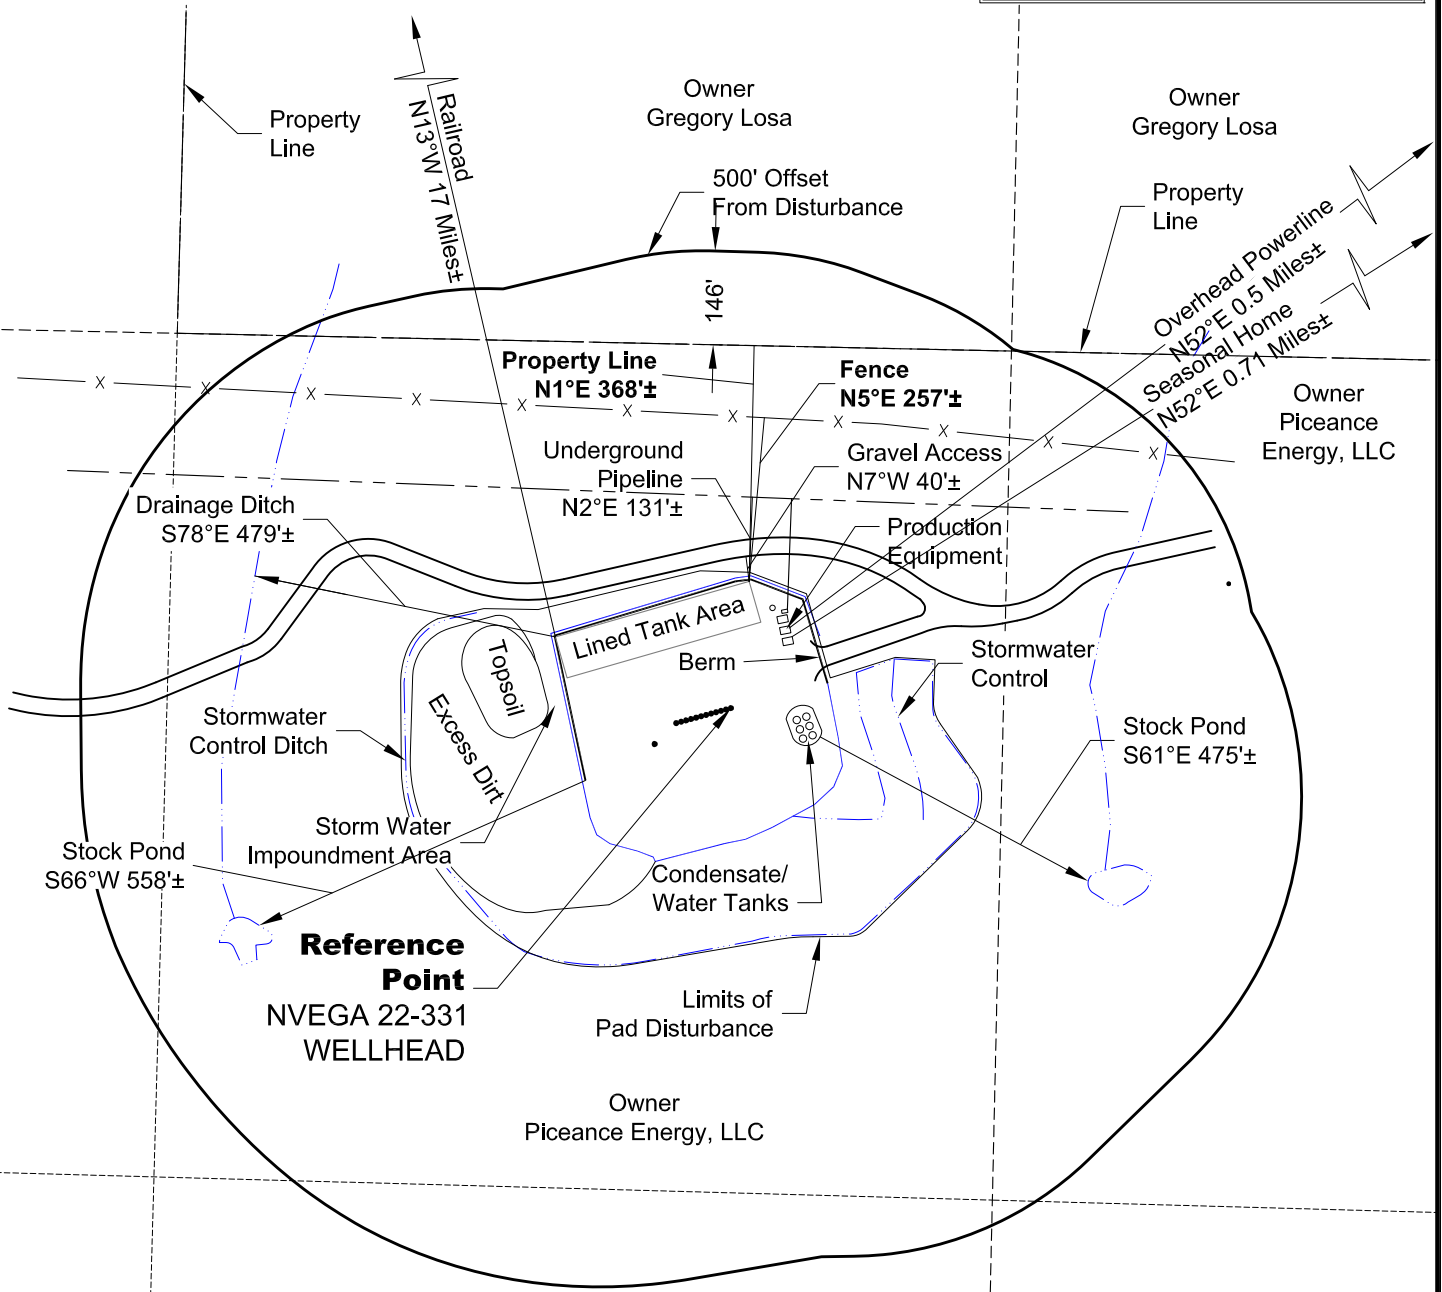 Owner
Gregory Losa
Owner
Gregory Losa
Property
Line
Railroad
N13°W 17 Miles±
500' Offset
From Disturbance
Property
Line
146'
Overhead Powerline
N52°E 0.5 Miles±
Seasonal Home
N52°E 0.71 Miles±
Property Line
N1°E 368'±
Fence
N5°E 257'±
Owner
Piceance
Energy, LLC
X X X X X X X X X X X
Underground
Pipeline
N2°E 131'±
Gravel Access
N7°W 40'±
Drainage Ditch
S78°E 479'±
Production
Equipment
Lined Tank Area
Topsoil
Berm
Stormwater
Control
Excess Dirt
Stormwater
Control Ditch
Stock Pond
S61°E 475'±
Storm Water
Impoundment Area
Stock Pond
S66°W 558'±
Condensate/
Water Tanks
Reference
Point
NVEGA 22-331
WELLHEAD
Limits of
Pad Disturbance
Owner
Piceance Energy, LLC